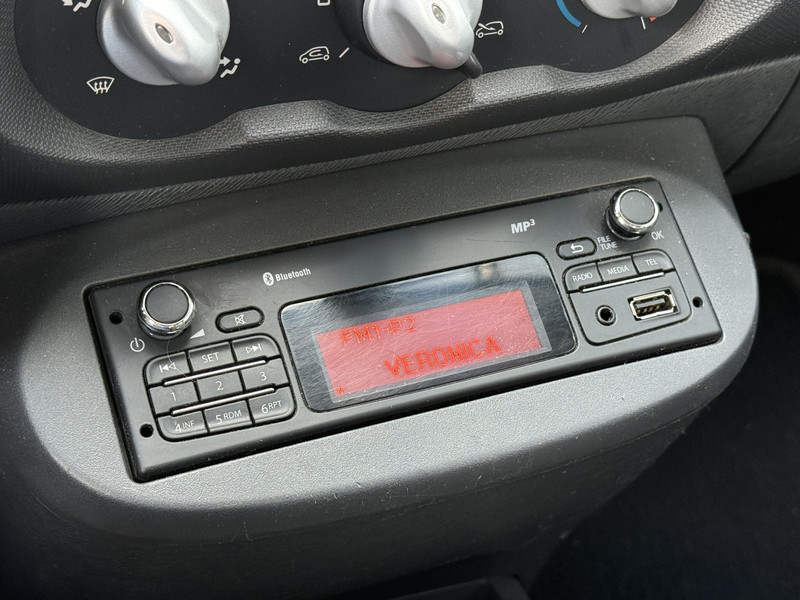 MP3
Bluetooth
FILE
TUNE
OK
RADIO
MEDIA
TEL
FM1-P2
VERONICA
SET
1
2
3
4 INF
5 RDM
6 RPT